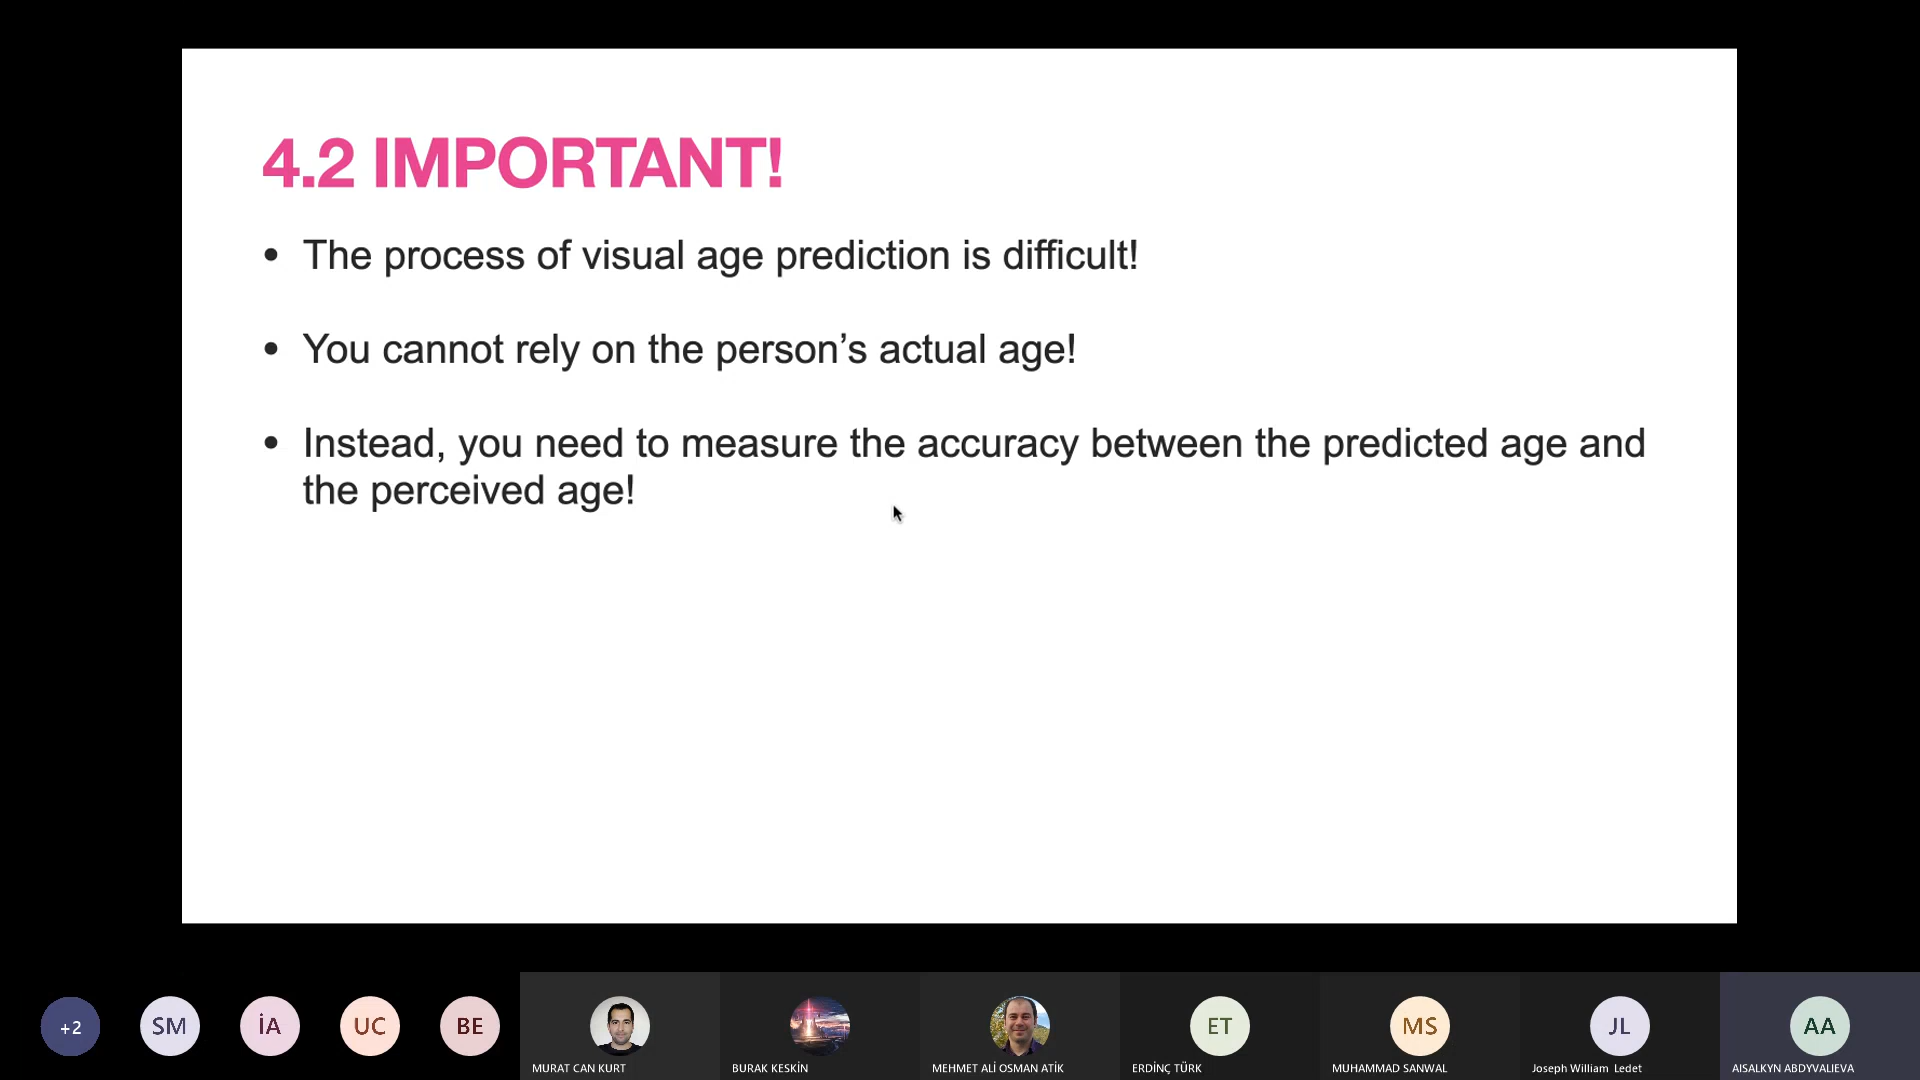 4.2 IMPORTANT!
• The process of visual age prediction is difficult!
• You cannot rely on the person’s actual age!
• Instead, you need to measure the accuracy between the predicted age and
the perceived age!
+2
SM
İA
UC
BE
ET
MS
JL
AA
MURAT CAN KURT
BURAK KESKİN
MEHMET ALİ OSMAN ATİK
ERDİNÇ TÜRK
MUHAMMAD SANWAL
Joseph William Ledet
AISALKYN ABDYVALIEVA